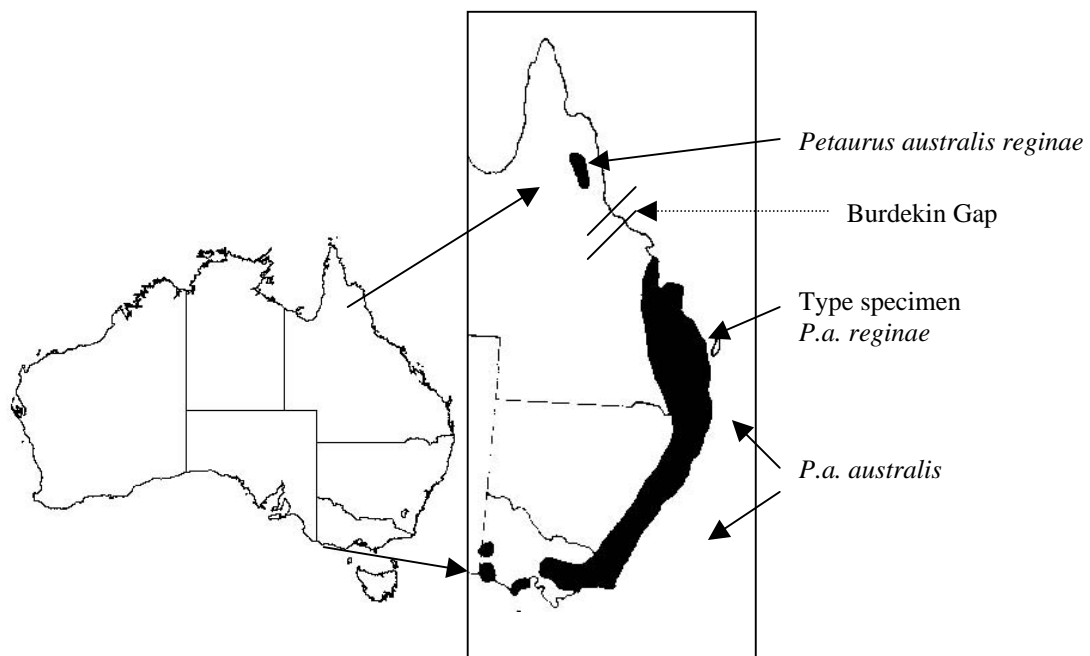 Petaurus australis reginae
Burdekin Gap
Type specimen
P.a. reginae
P.a. australis